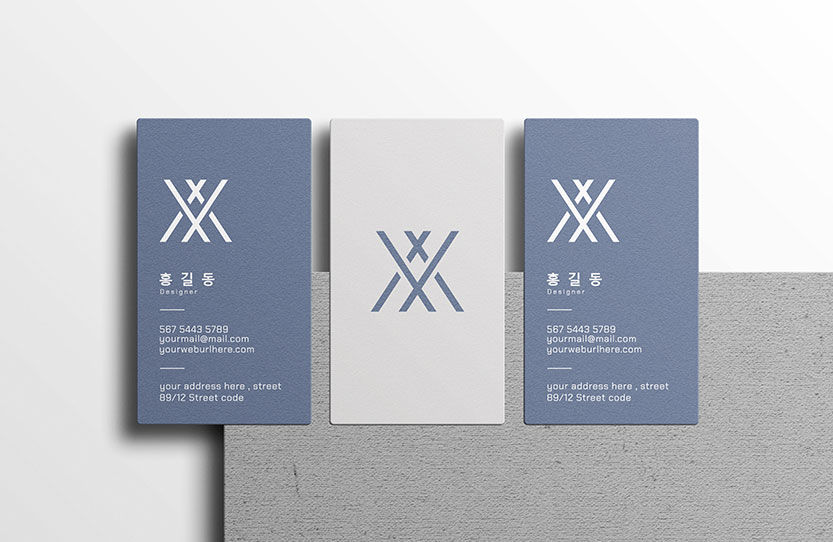 홍 길 동
Designer
567 5443 5789
yourmail@mail.com
yourweburlhere.com
your address here , street
89/12 Street code
홍 길 동
Designer
567 5443 5789
yourmail@mail.com
yourweburlhere.com
your address here , street
89/12 Street code